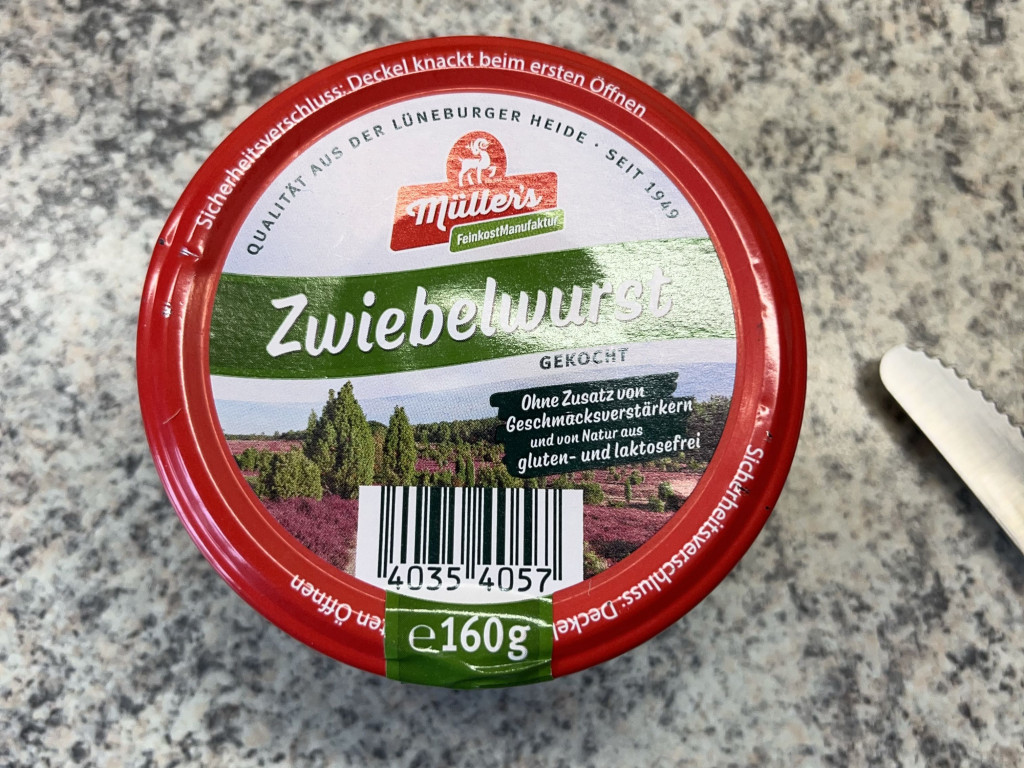 Sicherheitsverschluss: Deckel knackt beim ersten Öffnen
QUALITÄT AUS DER LÜNEBURGER HEIDE · SEIT 1949
Müller's
FeinkostManufaktur
Zwiebelwurst
GEKOCHT
Ohne Zusatz von
Geschmacksverstärkern
und von Natur aus
gluten- und laktosefrei
4035 4057
℮160g
Sicherheitsverschluss: Deckel
ten Öffnen